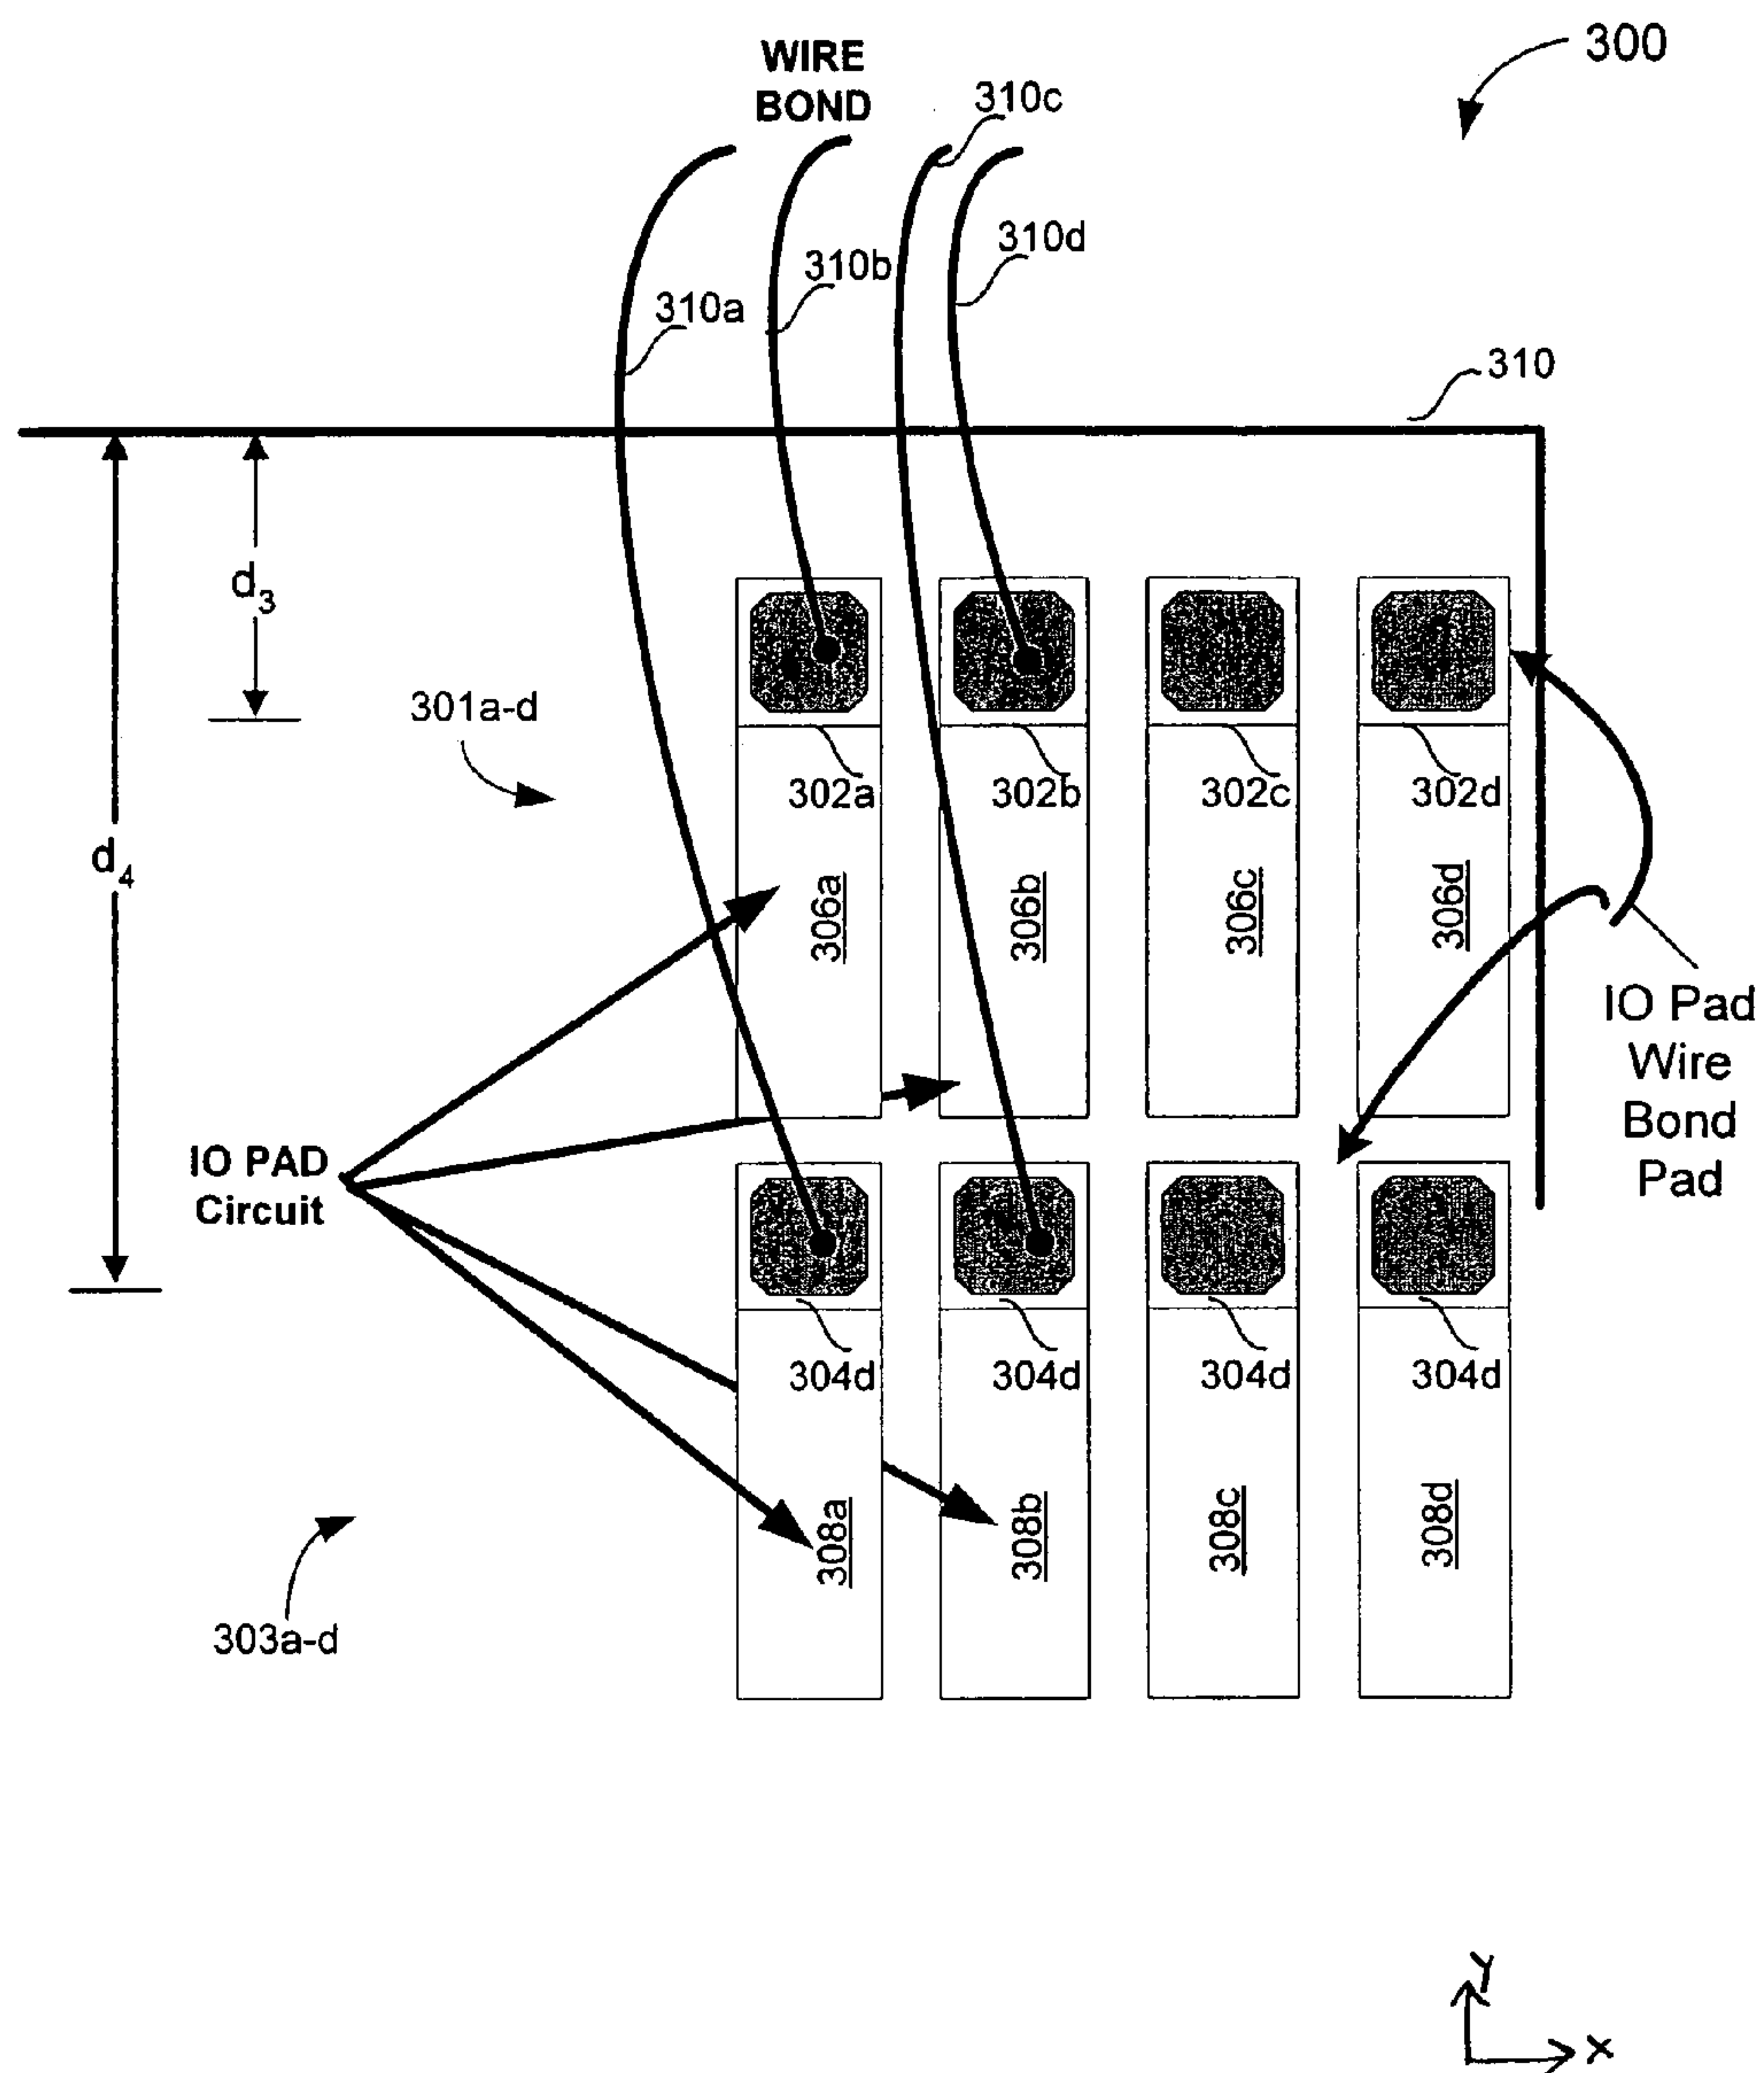 300
WIRE
BOND
310c
310d
310b
310a
310
d3
301a-d
302a
302b
302c
302d
d4
306a
306b
306c
306d
IO Pad
Wire
Bond
Pad
IO PAD
Circuit
304d
304d
304d
304d
308a
308b
308c
308d
303a-d
Y
X